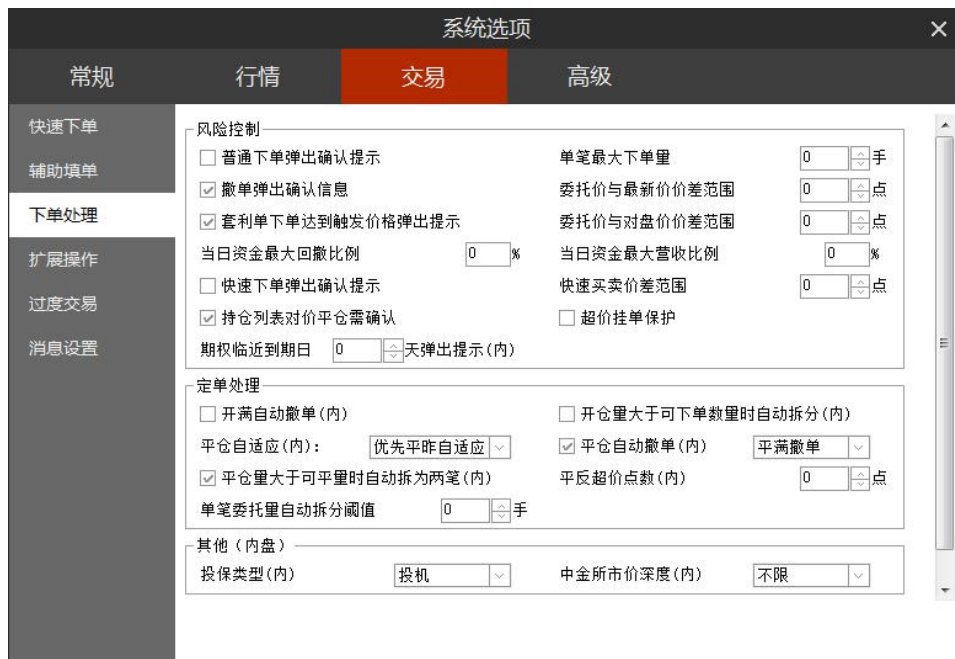 系统选项
常规 行情 交易 高级
快速下单
辅助填单
下单处理
扩展操作
过度交易
消息设置
风险控制
普通下单弹出确认提示 单笔最大下单量 0 手
撤单弹出确认信息 委托价与最新价价差范围 0 点
套利单下单达到触发价格弹出提示 委托价与对盘价价差范围 0 点
当日资金最大回撤比例 0 % 当日资金最大营收比例 0 %
快速下单弹出确认提示 快速买卖价差范围 0 点
持仓列表对价平仓需确认 超价挂单保护
期权临近到期日 0 天弹出提示(内)
定单处理
开满自动撤单(内) 开仓量大于可下单数量时自动拆分(内)
平仓自适应(内): 优先平昨自适应 平仓自动撤单(内) 平满撤单
平仓量大于可平量时自动拆为两笔(内) 平反超价点数(内) 0 点
单笔委托量自动拆分阈值 0 手
其他（内盘）
投保类型(内) 投机 中金所市价深度(内) 不限